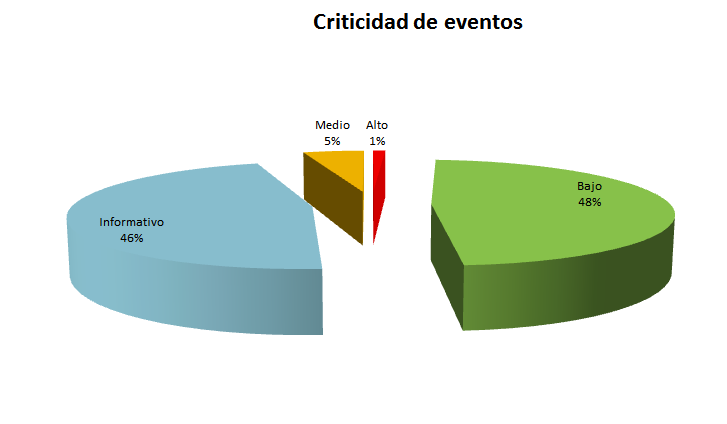 Criticidad de eventos
Medio
5%
Alto
1%
Bajo
48%
Informativo
46%